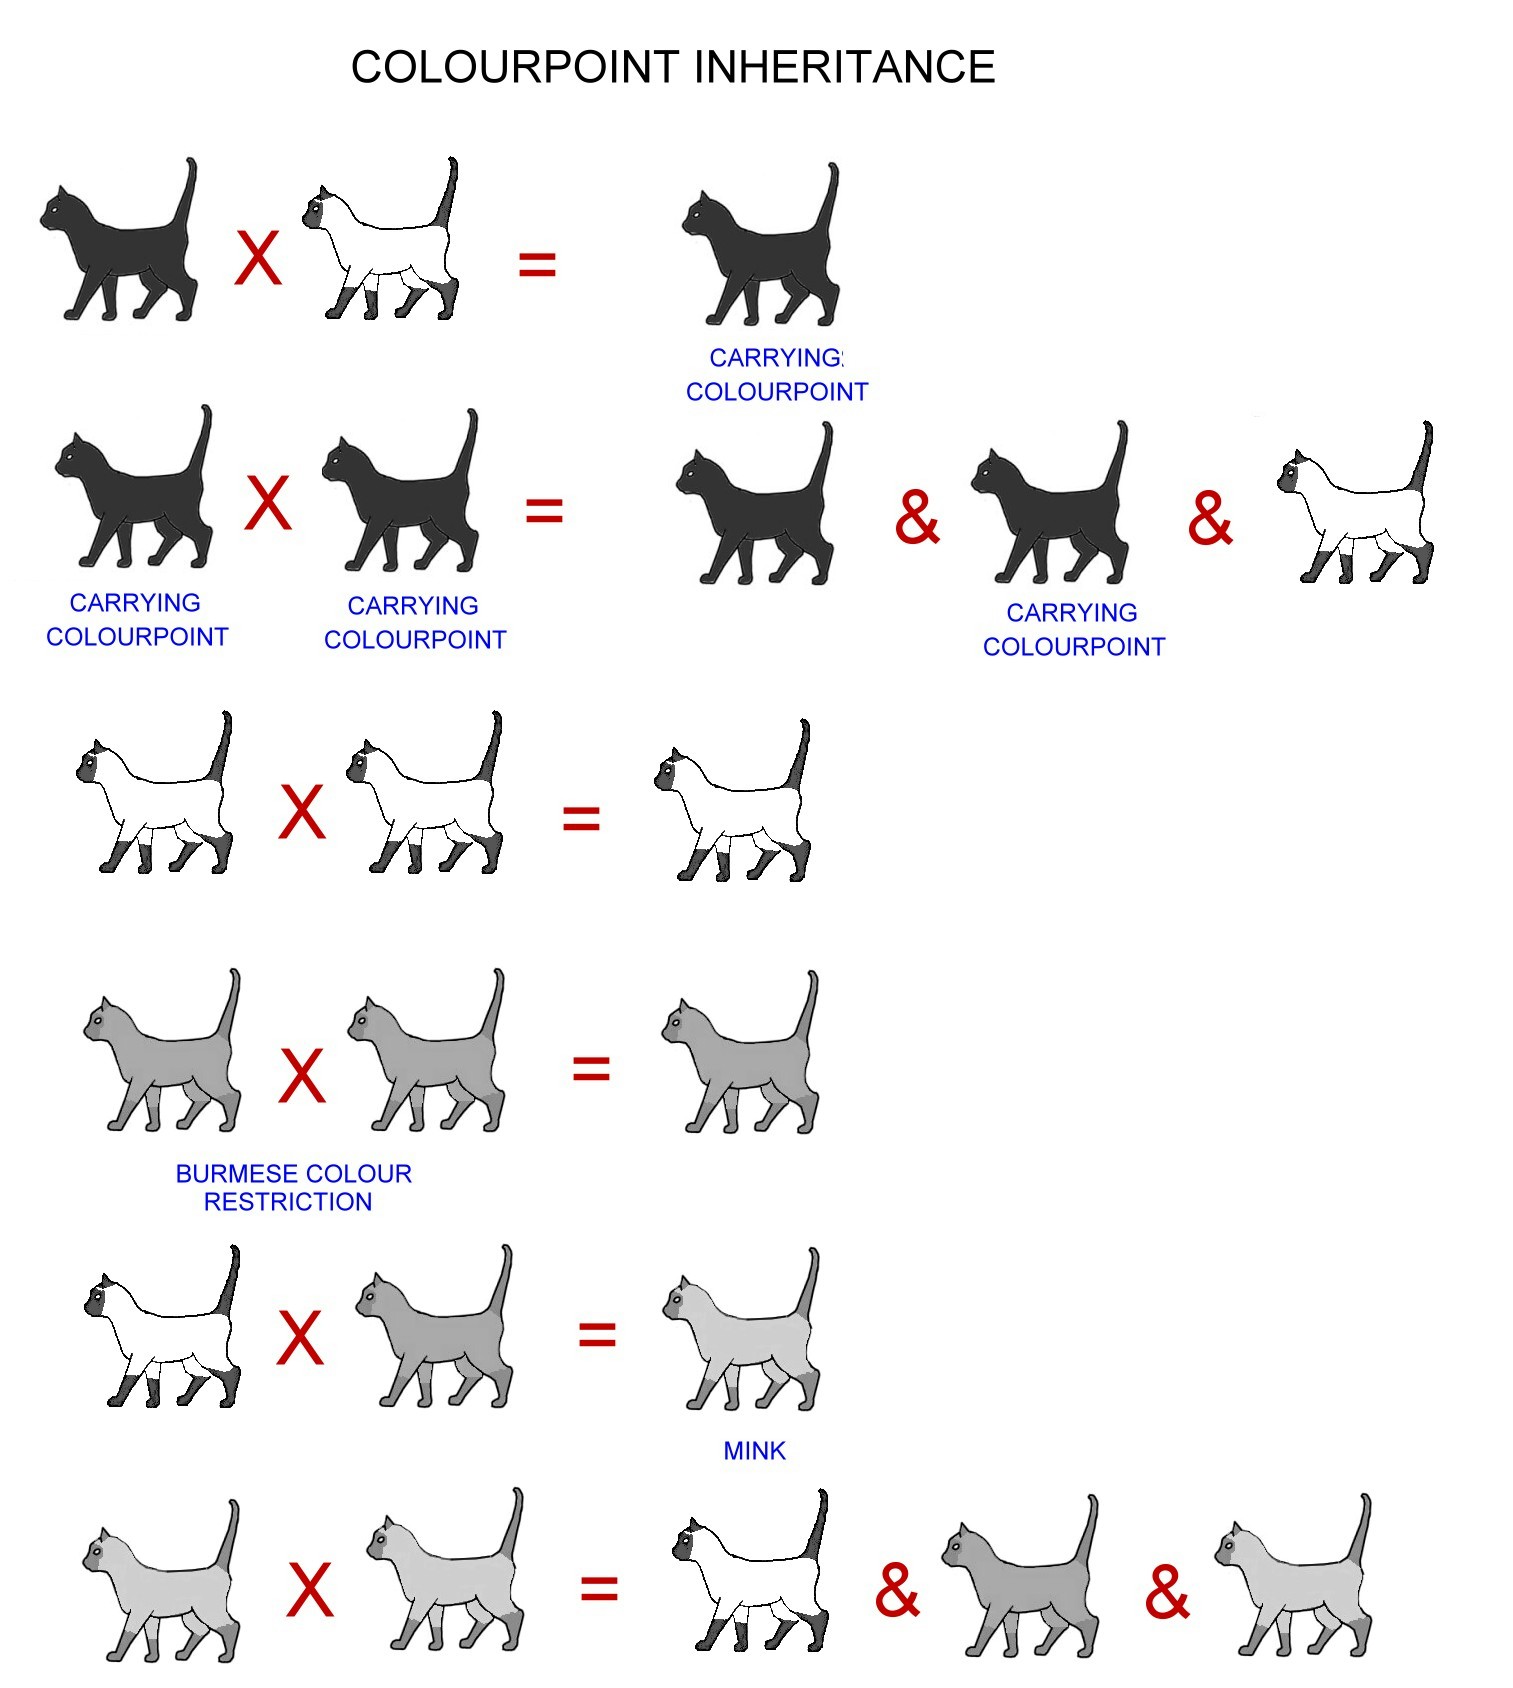 COLOURPOINT INHERITANCE
X =
CARRYING
COLOURPOINT
X = & &
CARRYING
COLOURPOINT
CARRYING
COLOURPOINT
CARRYING
COLOURPOINT
X =
X =
BURMESE COLOUR
RESTRICTION
X =
MINK
X = & &